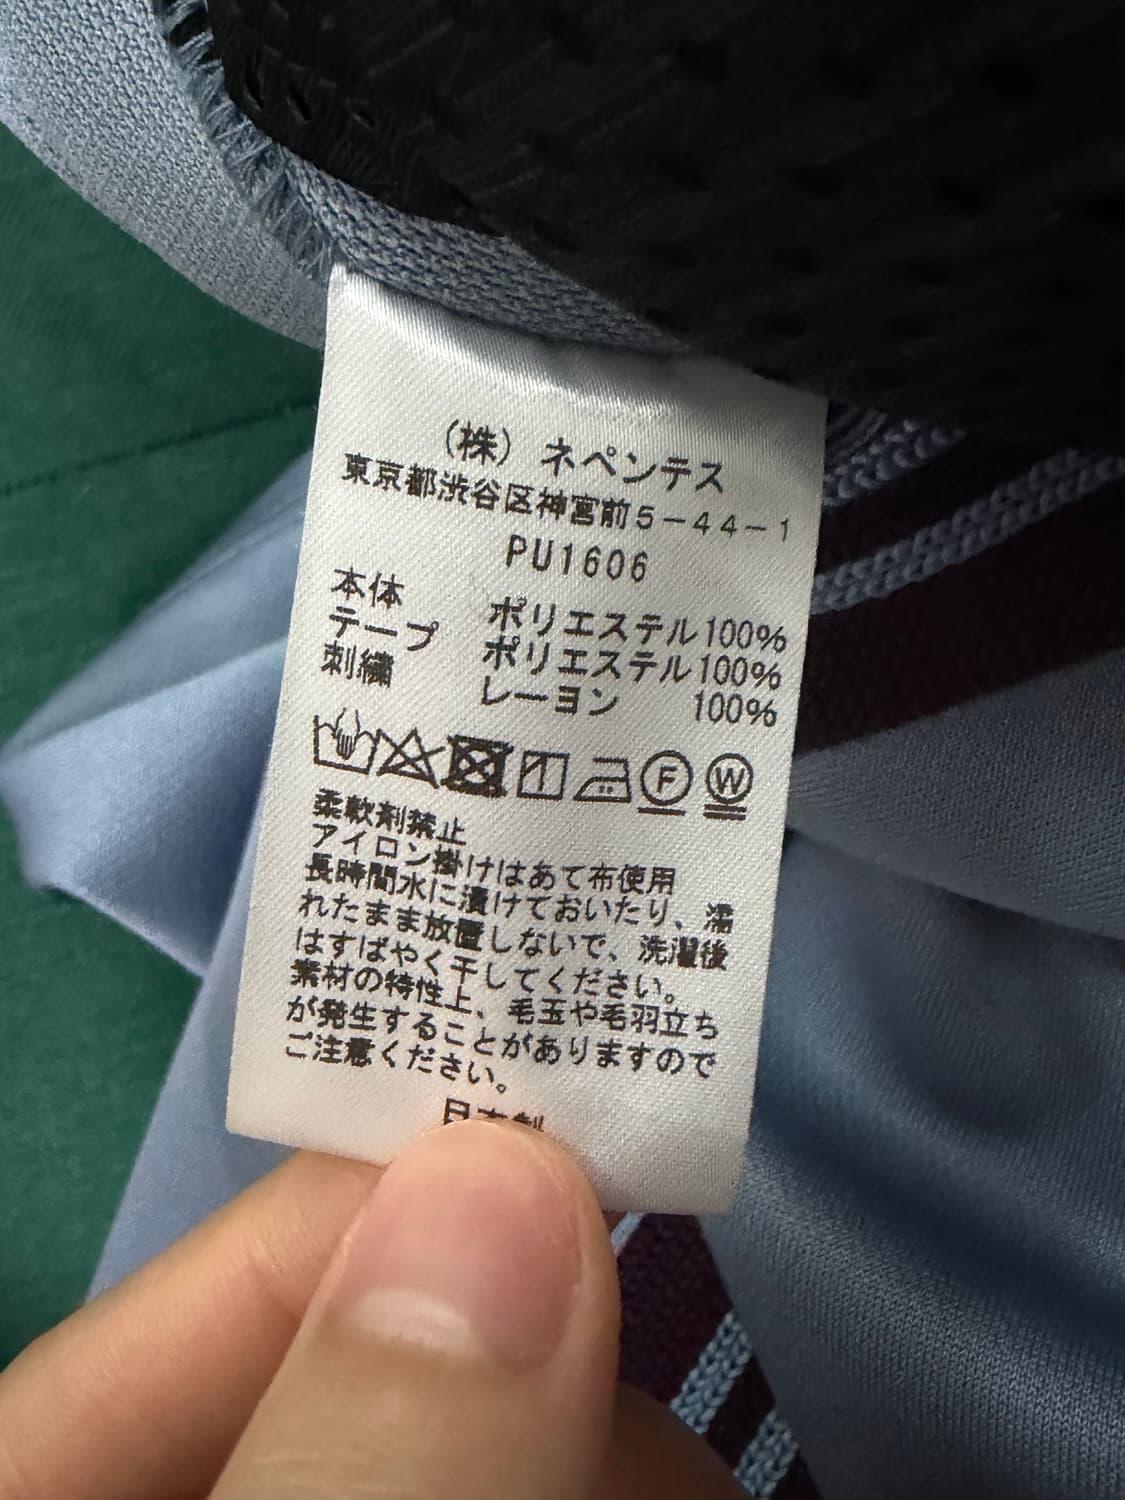 （株）ネペンテス
東京都渋谷区神宮前５－４４－１
PU1606
本体 ポリエステル100%
テープ ポリエステル100%
刺繍 レーヨン 100%
F W
柔軟剤禁止
アイロン掛けはあて布使用
長時間水に漬けておいたり、濡
れたまま放置しないで、洗濯後
はすばやく干してください。
素材の特性上、毛玉や毛羽立ち
が発生することがありますので
ご注意ください。
日本製